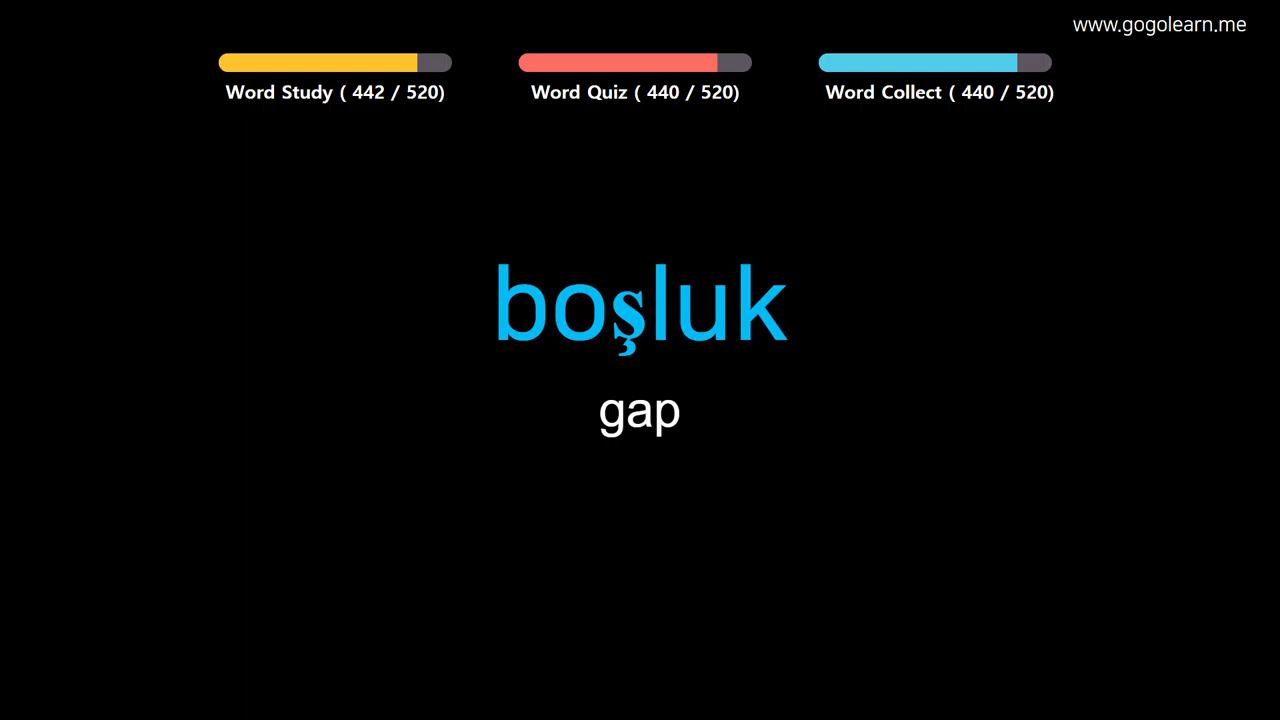 www.gogolearn.me
Word Study ( 442 / 520)
Word Quiz ( 440 / 520)
Word Collect ( 440 / 520)
boşluk
gap